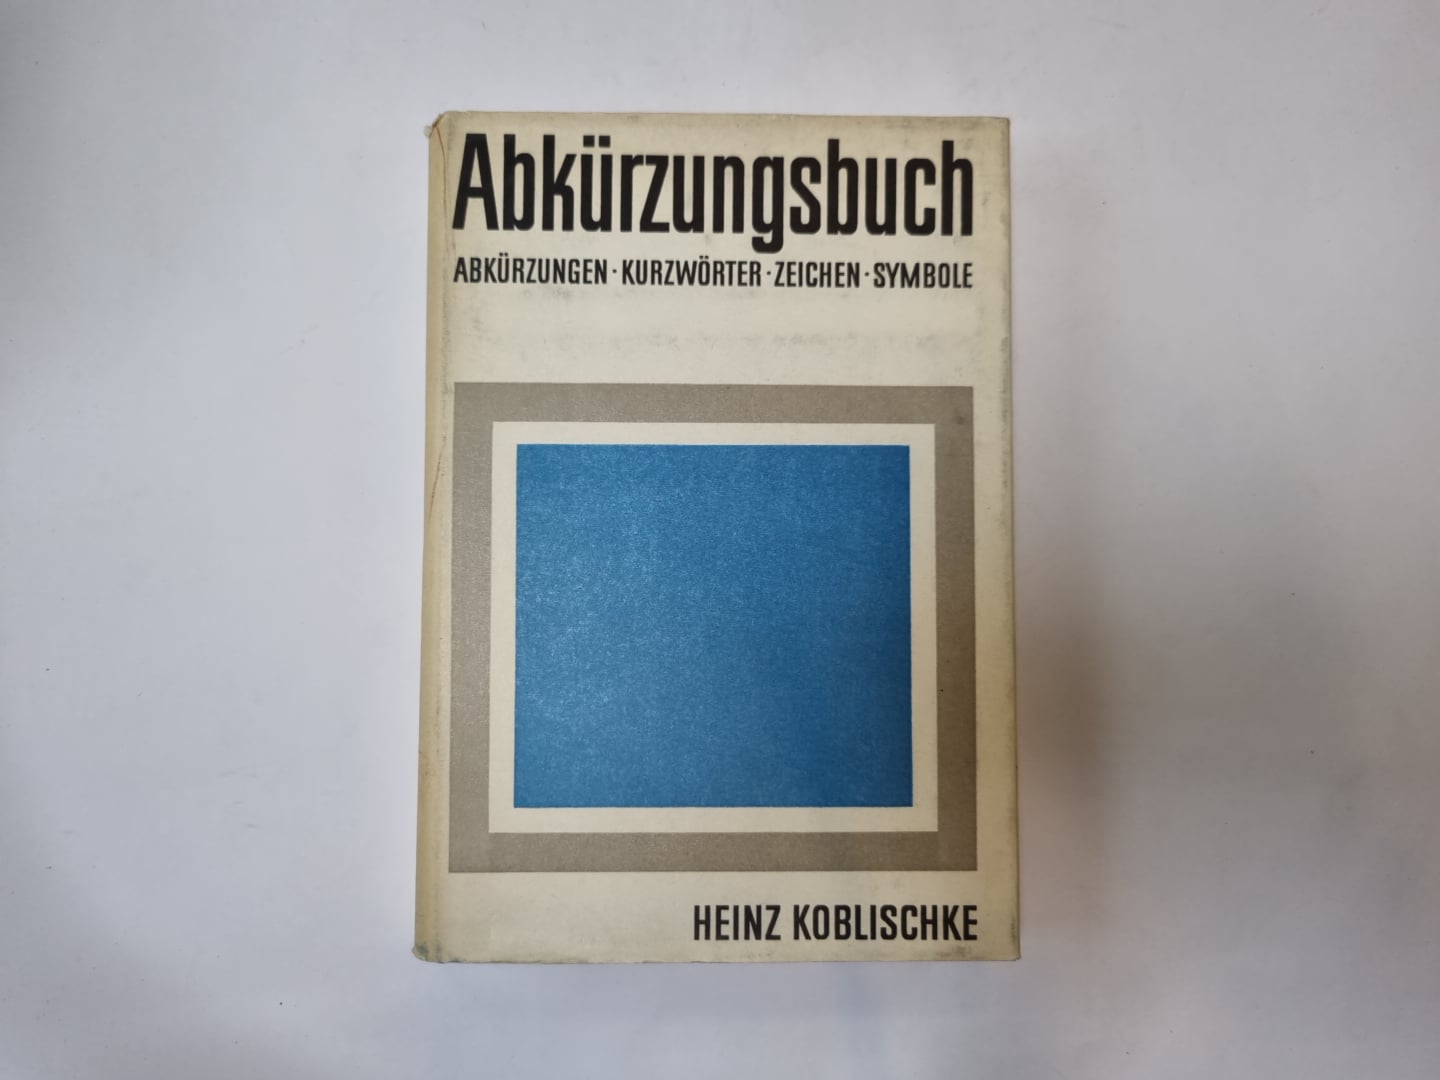 Abkürzungsbuch
ABKÜRZUNGEN · KURZWÖRTER · ZEICHEN · SYMBOLE
HEINZ KOBLISCHKE